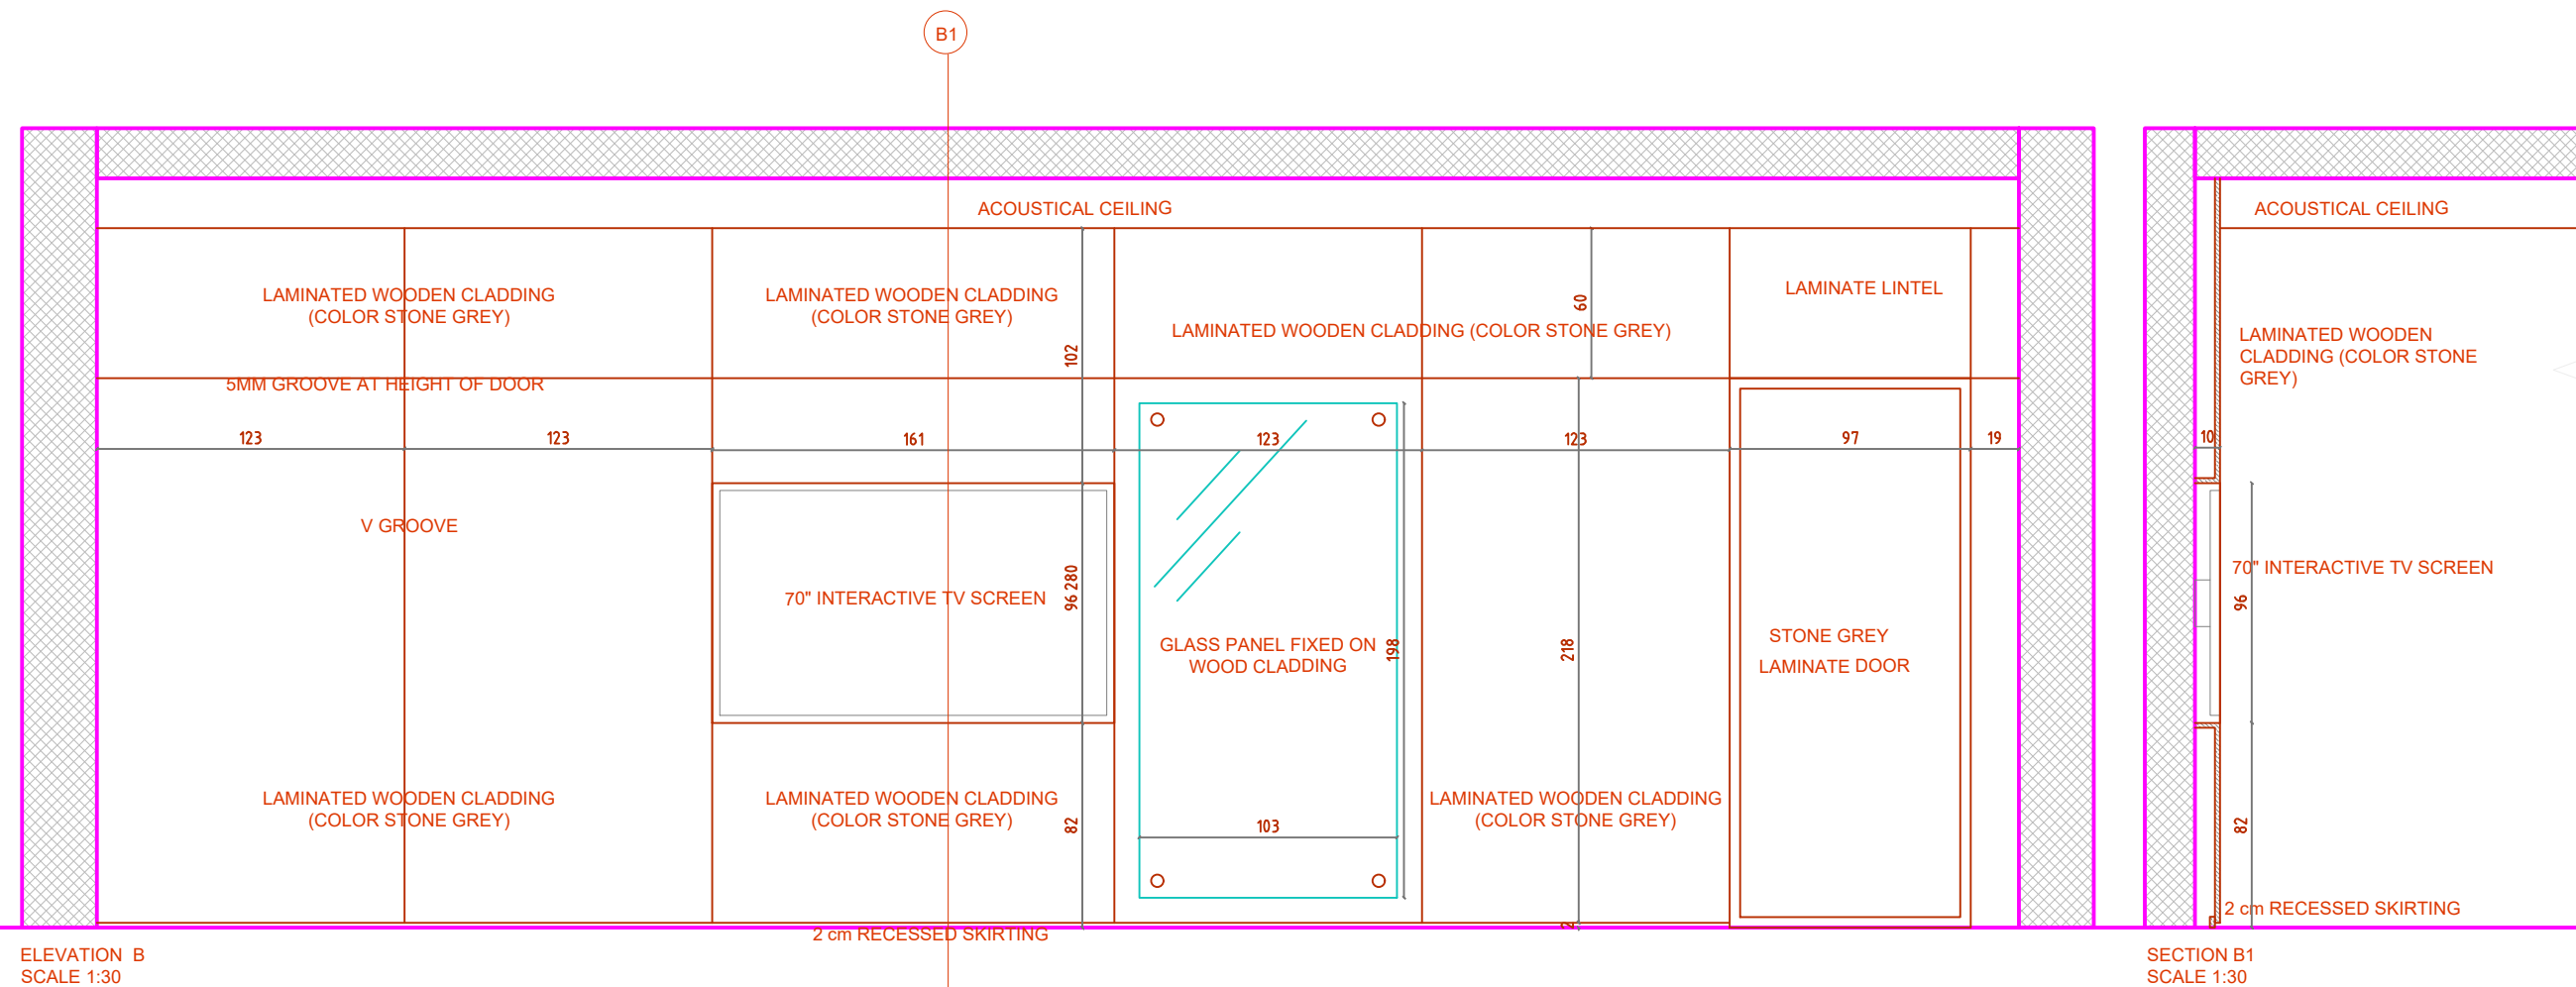 B1
ACOUSTICAL CEILING
ACOUSTICAL CEILING
LAMINATED WOODEN CLADDING
(COLOR STONE GREY)
LAMINATED WOODEN CLADDING
(COLOR STONE GREY)
LAMINATED WOODEN CLADDING (COLOR STONE GREY)
60
LAMINATE LINTEL
LAMINATED WOODEN
CLADDING (COLOR STONE
GREY)
102
5MM GROOVE AT HEIGHT OF DOOR
123
123
161
123
123
97
19
10
V GROOVE
70" INTERACTIVE TV SCREEN
96
280
GLASS PANEL FIXED ON
WOOD CLADDING
198
218
STONE GREY
LAMINATE DOOR
70" INTERACTIVE TV SCREEN
96
LAMINATED WOODEN CLADDING
(COLOR STONE GREY)
LAMINATED WOODEN CLADDING
(COLOR STONE GREY)
82
103
LAMINATED WOODEN CLADDING
(COLOR STONE GREY)
82
2 cm RECESSED SKIRTING
2
2 cm RECESSED SKIRTING
ELEVATION B
SCALE 1:30
SECTION B1
SCALE 1:30